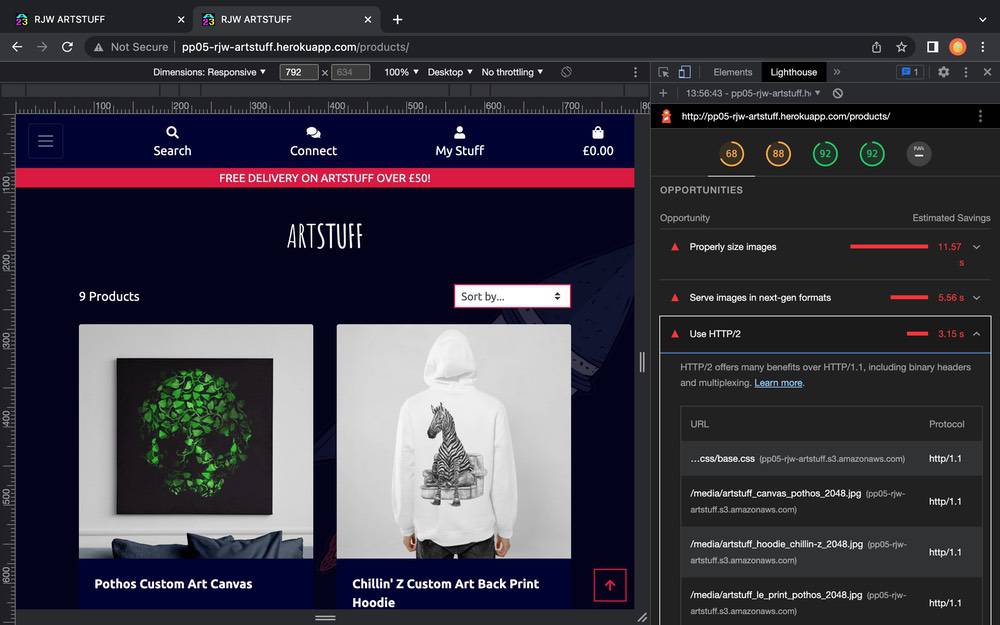 RJW ARTSTUFF
RJW ARTSTUFF
Not Secure pp05-rjw-artstuff.herokuapp.com/products/
Dimensions: Responsive 792 × 634 100% Desktop No throttling
Elements Lighthouse » 1
13:56:43 - pp05-rjw-artstuff.h
http://pp05-rjw-artstuff.herokuapp.com/products/
100 200 300 400 500 600 700 80
Search Connect My Stuff £0.00
FREE DELIVERY ON ARTSTUFF OVER £50!
ARTSTUFF
9 Products
Sort by...
Pothos Custom Art Canvas
Chillin' Z Custom Art Back Print
Hoodie
100
200
300
400
500
600
68 88 92 92 PWA
OPPORTUNITIES
Opportunity Estimated Savings
Properly size images 11.57
s
Serve images in next-gen formats 5.56 s
Use HTTP/2 3.15 s
HTTP/2 offers many benefits over HTTP/1.1, including binary headers
and multiplexing. Learn more.
URL Protocol
…css/base.css (pp05-rjw-artstuff.s3.amazonaws.com) http/1.1
/media/artstuff_canvas_pothos_2048.jpg (pp05-rjw-
artstuff.s3.amazonaws.com) http/1.1
/media/artstuff_hoodie_chillin-z_2048.jpg (pp05-rjw-
artstuff.s3.amazonaws.com) http/1.1
/media/artstuff_le_print_pothos_2048.jpg (pp05-rjw-
artstuff.s3.amazonaws.com) http/1.1